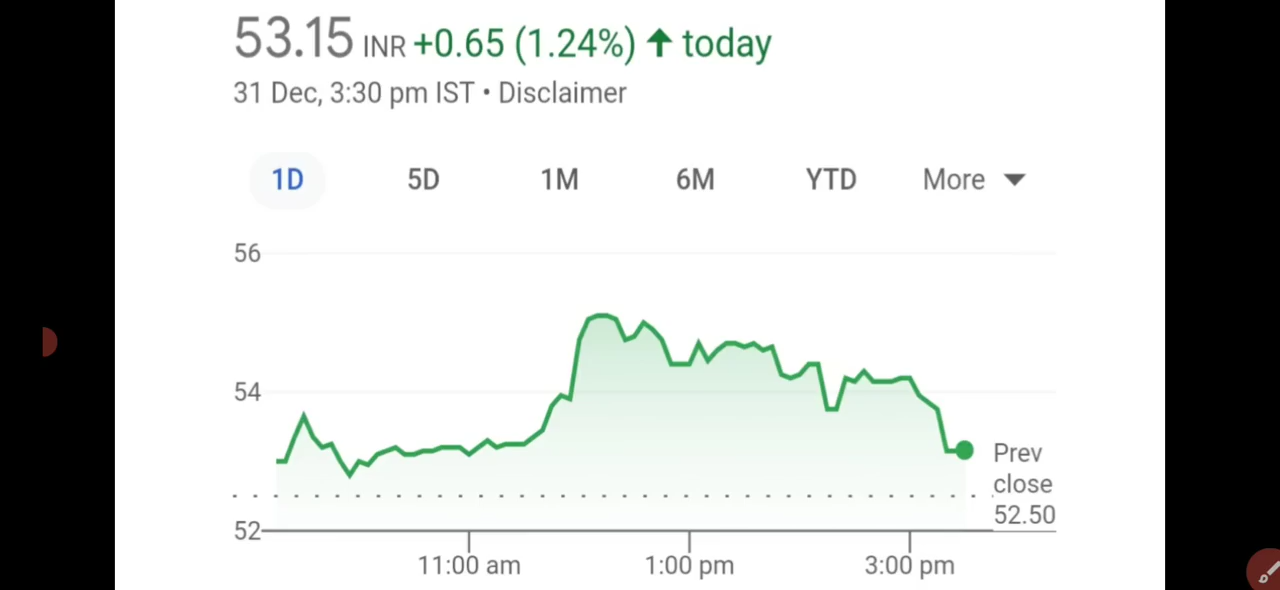 53.15 INR +0.65 (1.24%) ↑ today
31 Dec, 3:30 pm IST • Disclaimer
1D 5D 1M 6M YTD More
56
54
52
Prev
close
52.50
11:00 am 1:00 pm 3:00 pm